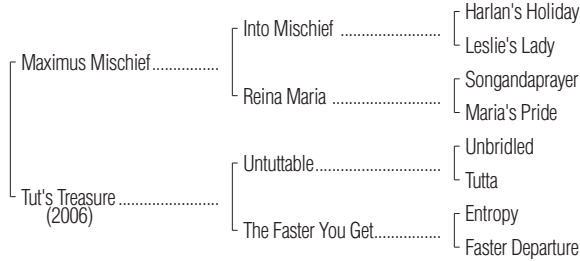 Harlan's Holiday
Into Mischief ........................
Leslie's Lady
Maximus Mischief................
Songandaprayer
Reina Maria ..........................
Maria's Pride
Unbridled
Untuttable.............................
Tutta
Tut's Treasure ........................
(2006)
Entropy
The Faster You Get................
Faster Departure